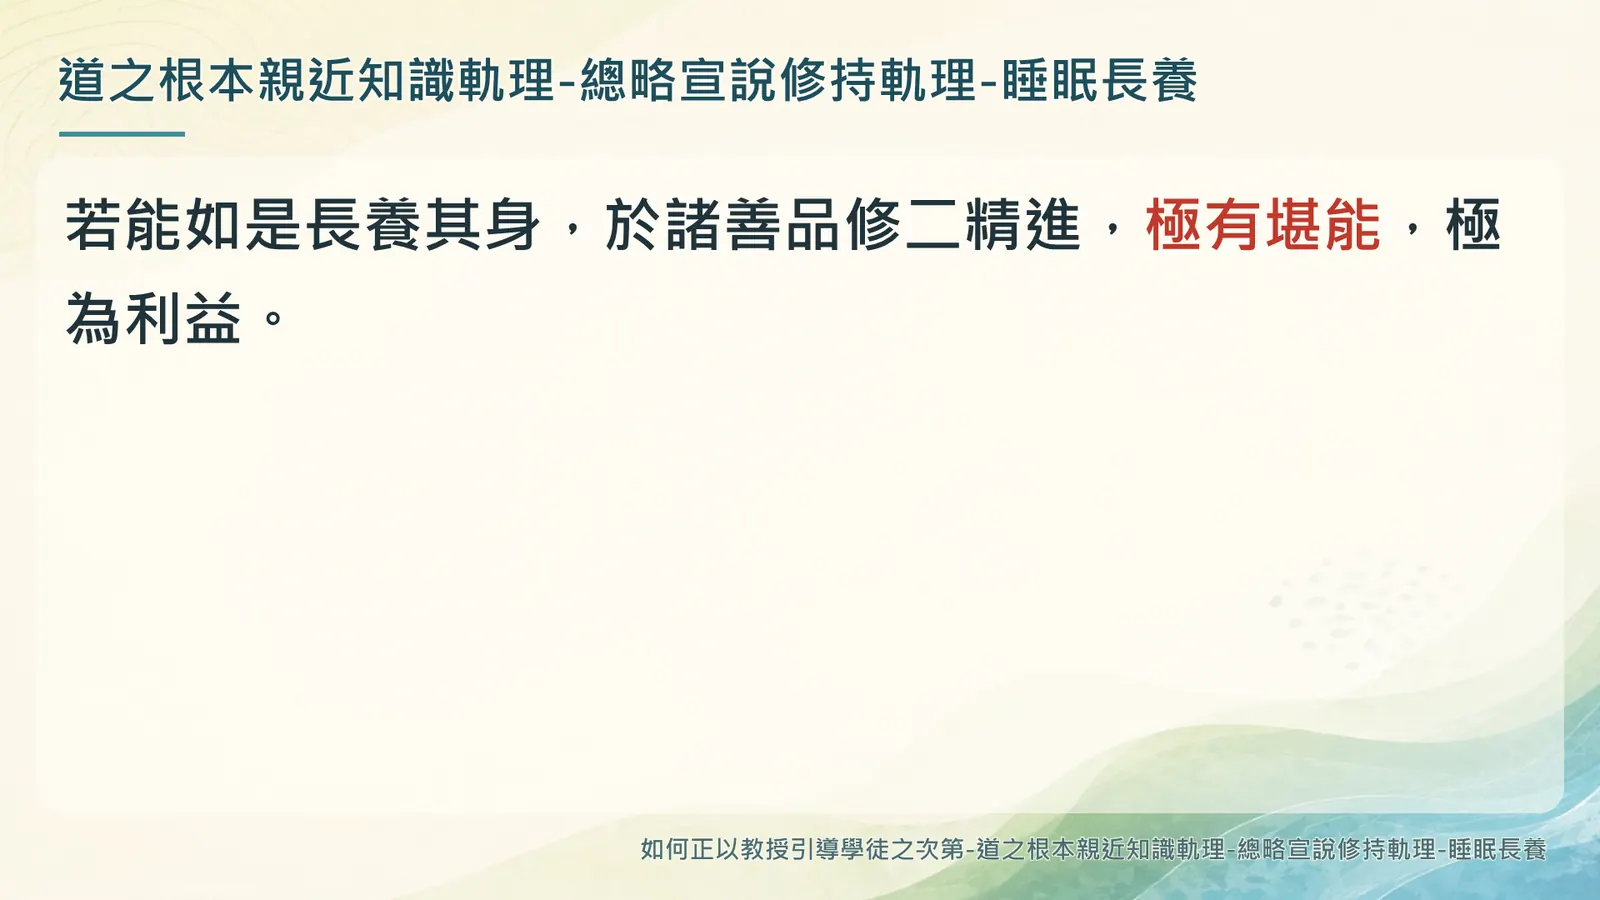 道之根本親近知識軌理-總略宣說修持軌理-睡眠長養
若能如是長養其身，於諸善品修二精進，極有堪能，極
為利益。
如何正以教授引導學徒之次第-道之根本親近知識軌理-總略宣說修持軌理-睡眠長養